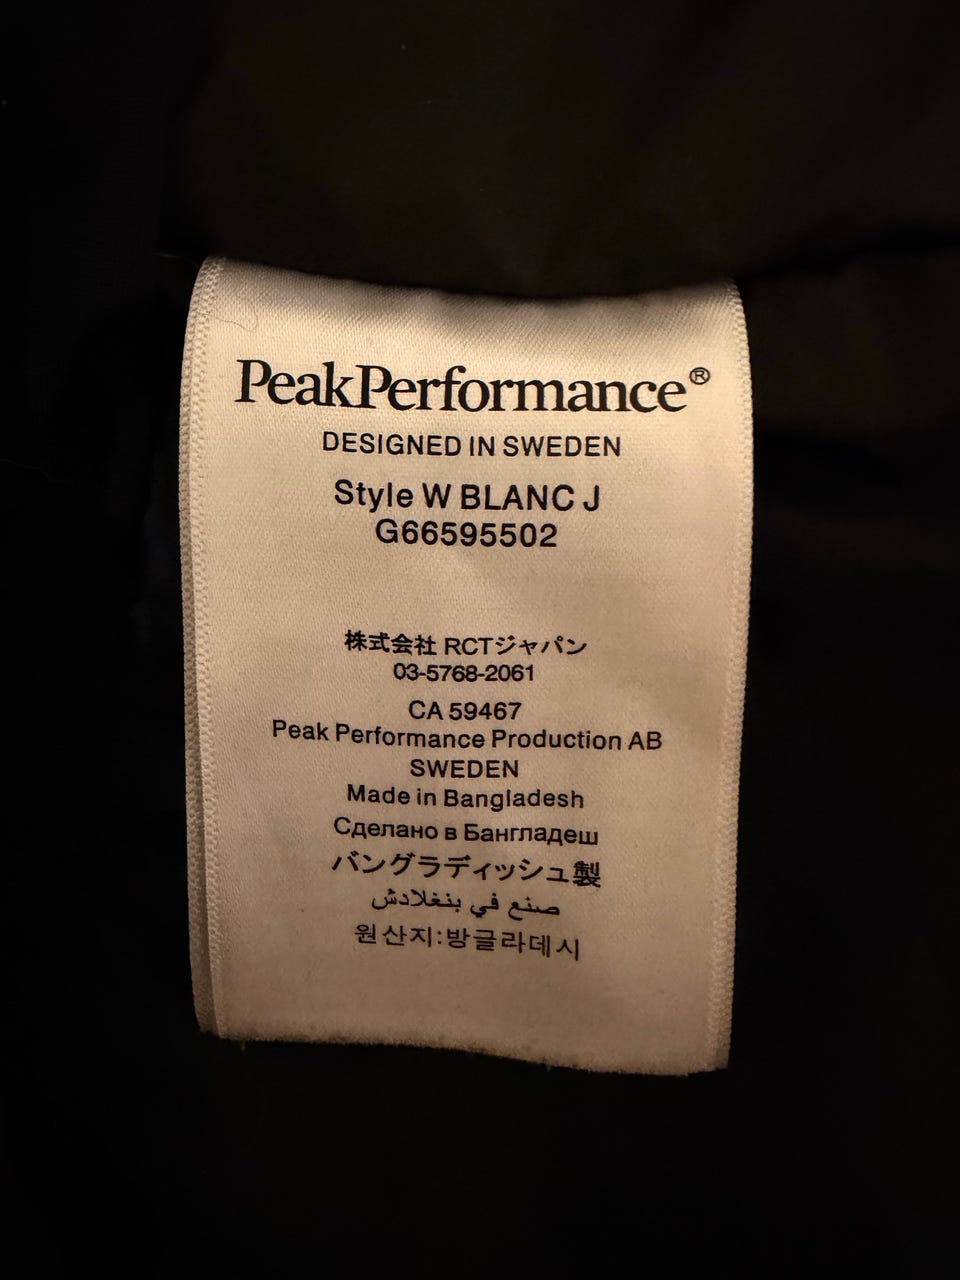 PeakPerformance®
DESIGNED IN SWEDEN
Style W BLANC J
G66595502
株式会社 RCTジャパン
03-5768-2061
CA 59467
Peak Performance Production AB
SWEDEN
Made in Bangladesh
Сделано в Бангладеш
バングラディッシュ製
صنع في بنغلادش
원산지:방글라데시